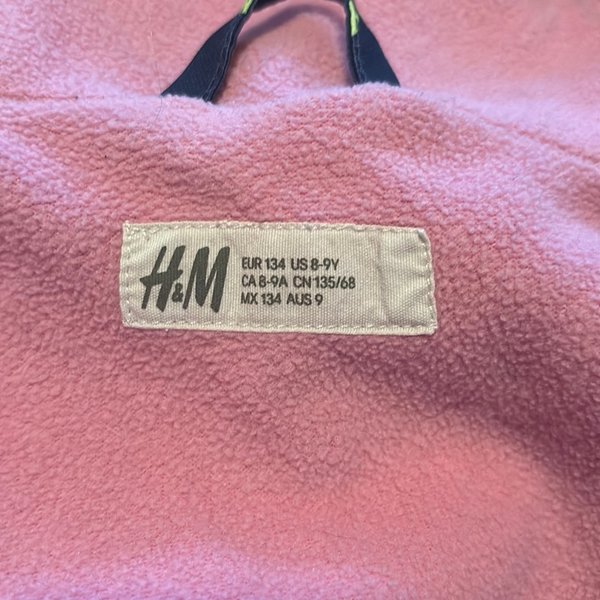 H&M
EUR 134 US 8-9Y
CA 8-9A CN 135/68
MX 134 AUS 9